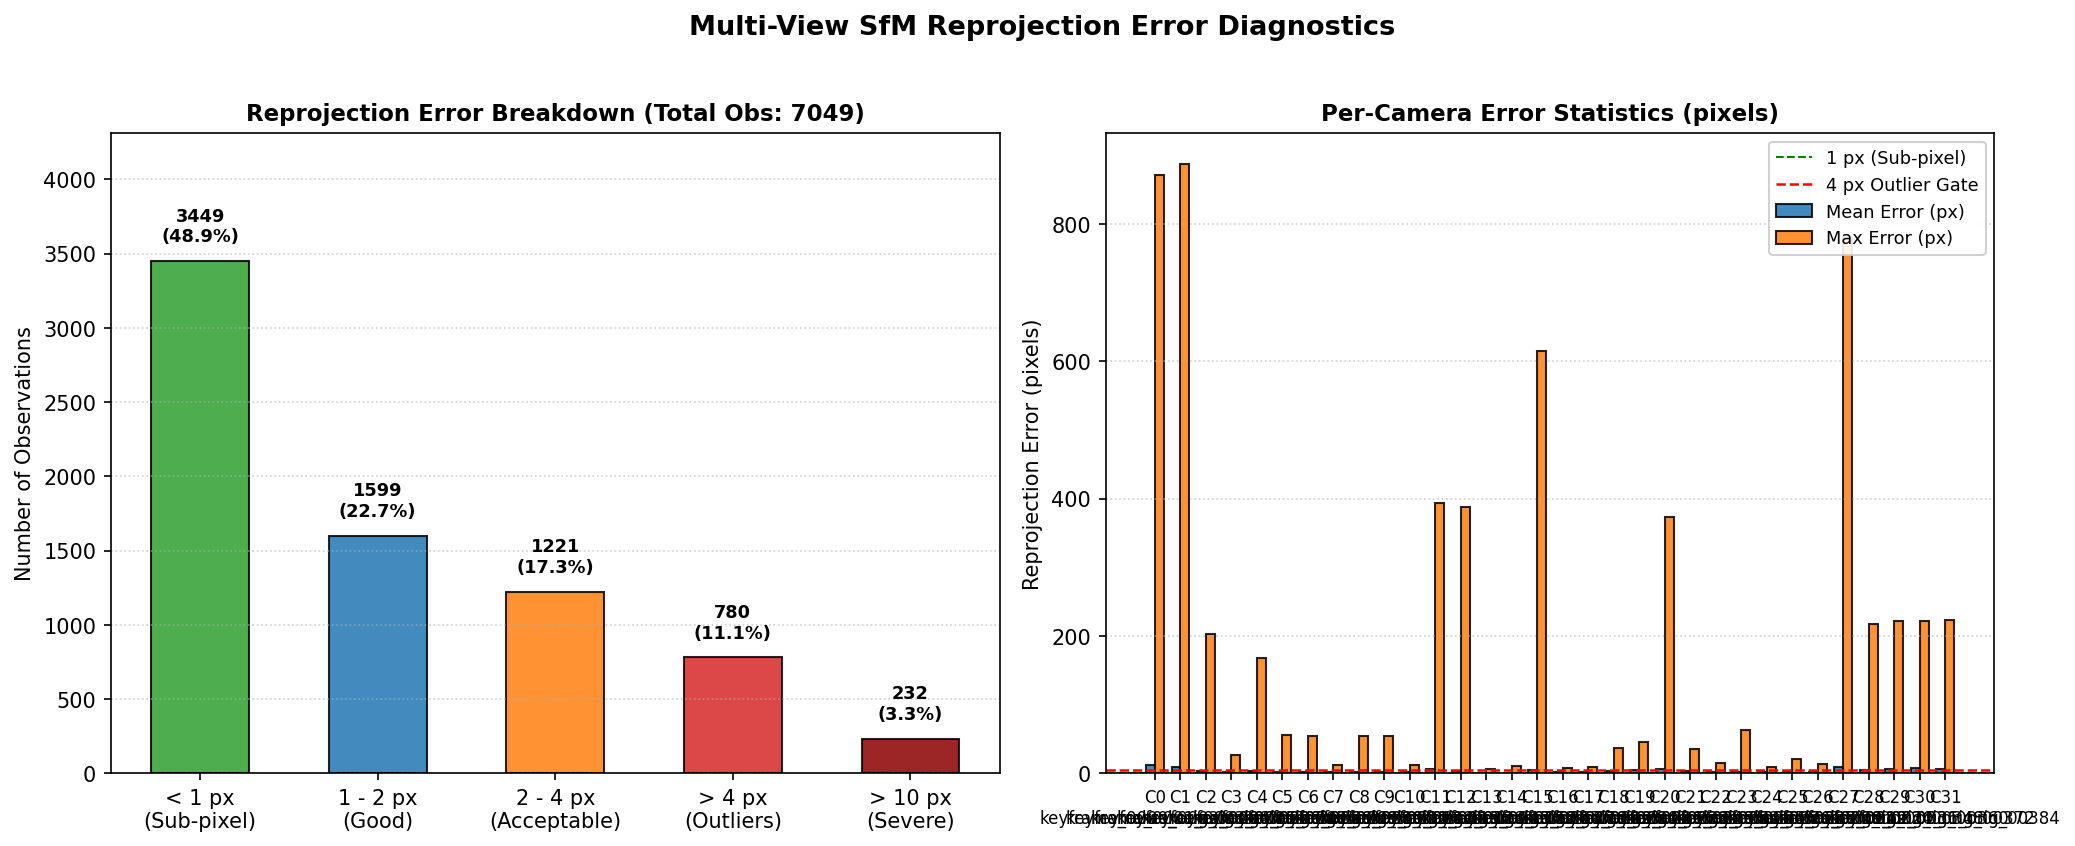 Multi-View SfM Reprojection Error Diagnostics
Reprojection Error Breakdown (Total Obs: 7049)
Number of Observations
4000
3500
3000
2500
2000
1500
1000
500
0
3449
(48.9%)
1599
(22.7%)
1221
(17.3%)
780
(11.1%)
232
(3.3%)
< 1 px
(Sub-pixel)
1 - 2 px
(Good)
2 - 4 px
(Acceptable)
> 4 px
(Outliers)
> 10 px
(Severe)
Per-Camera Error Statistics (pixels)
Reprojection Error (pixels)
800
600
400
200
0
1 px (Sub-pixel)
4 px Outlier Gate
Mean Error (px)
Max Error (px)
C0 C1 C2 C3 C4 C5 C6 C7 C8 C9 C10 C11 C12 C13 C14 C15 C16 C17 C18 C19 C20 C21 C22 C23 C24 C25 C26 C27 C28 C29 C30 C31